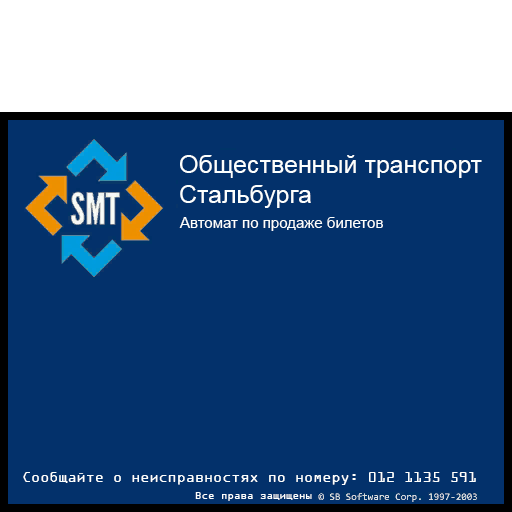 SMT
Общественный транспорт
Стальбурга
Автомат по продаже билетов
Сообщайте о неисправностях по номеру: 012 1135 591
Все права защищены © SB Software Corp. 1997-2003